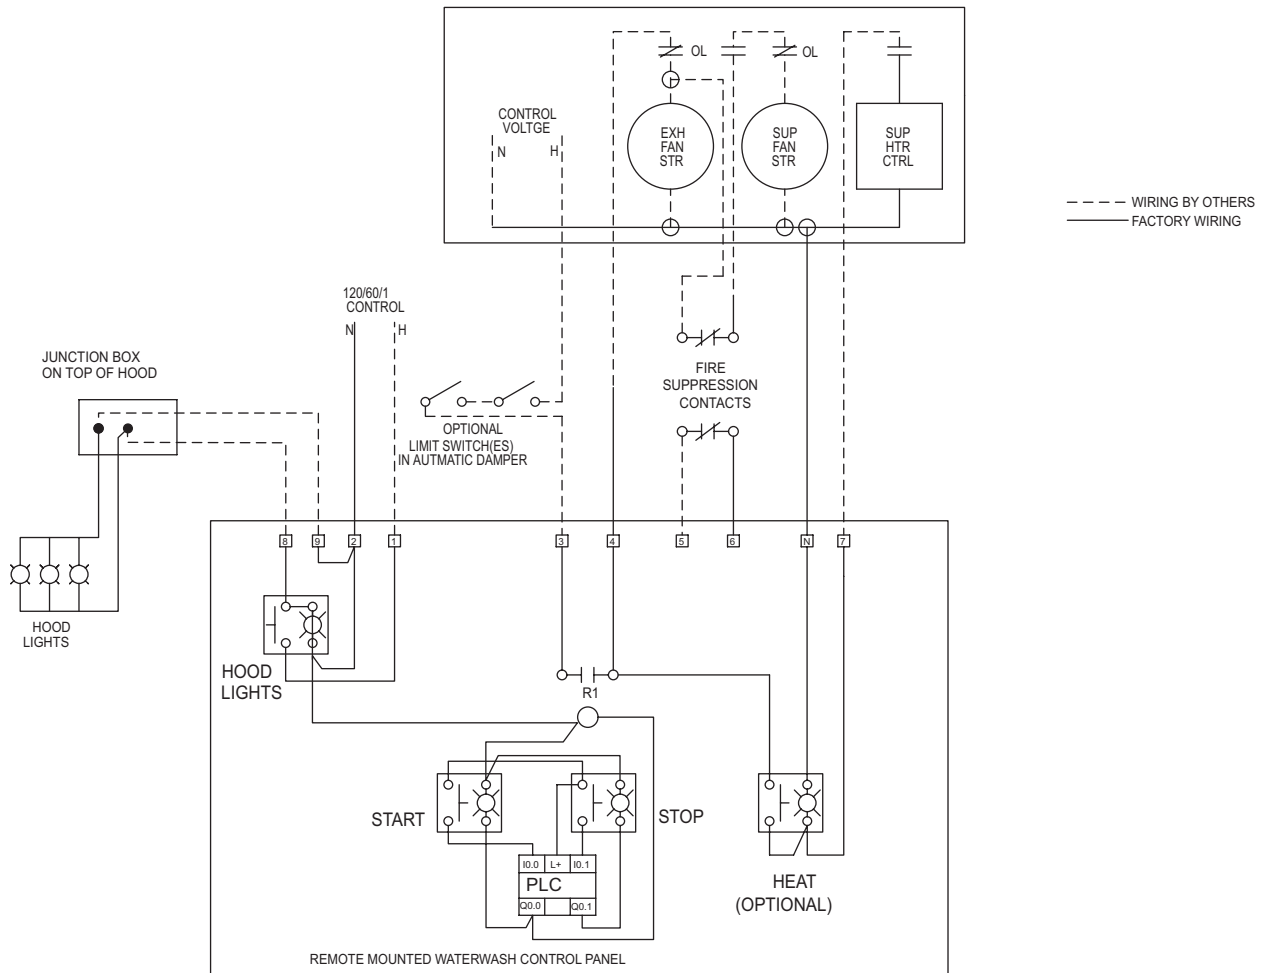 OL
OL
CONTROL
VOLTGE
N
H
EXH
FAN
STR
SUP
FAN
STR
SUP
HTR
CTRL
WIRING BY OTHERS
FACTORY WIRING
120/60/1
CONTROL
N
H
JUNCTION BOX
ON TOP OF HOOD
FIRE
SUPPRESSION
CONTACTS
OPTIONAL
LIMIT SWITCH(ES)
IN AUTMATIC DAMPER
8
9
2
1
3
4
5
6
N
7
HOOD
LIGHTS
HOOD
LIGHTS
R1
START
STOP
I0.0
L+
I0.1
PLC
Q0.0
Q0.1
HEAT
(OPTIONAL)
REMOTE MOUNTED WATERWASH CONTROL PANEL